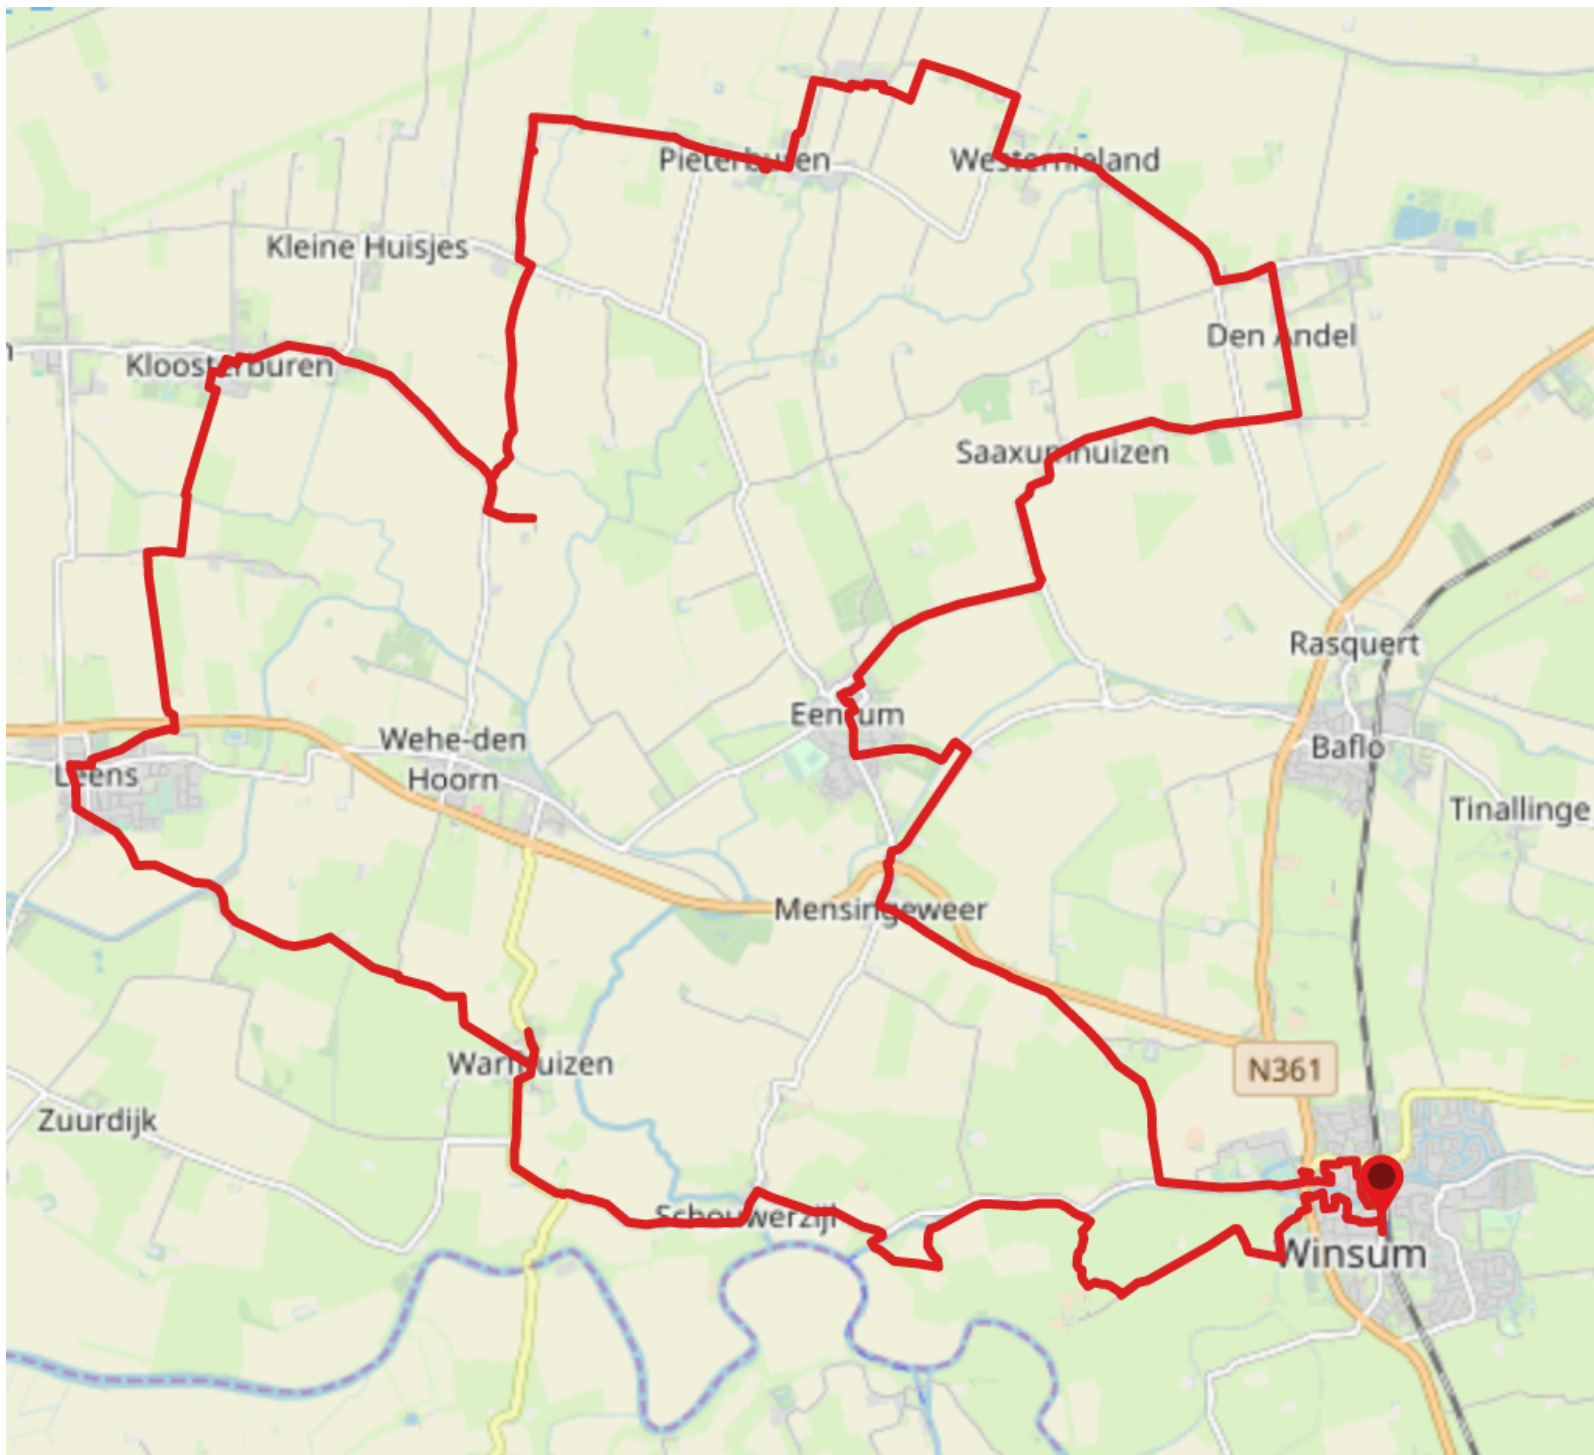 Pieterburen
Westernieland
Kleine Huisjes
Den Andel
Kloosterburen
Saaxumhuizen
Rasquert
Eenrum
Wehe-den
Hoorn
Baflo
Leens
Tinallinge
Mensingeweer
Warfhuizen
N361
Zuurdijk
Schouwerzijl
Winsum